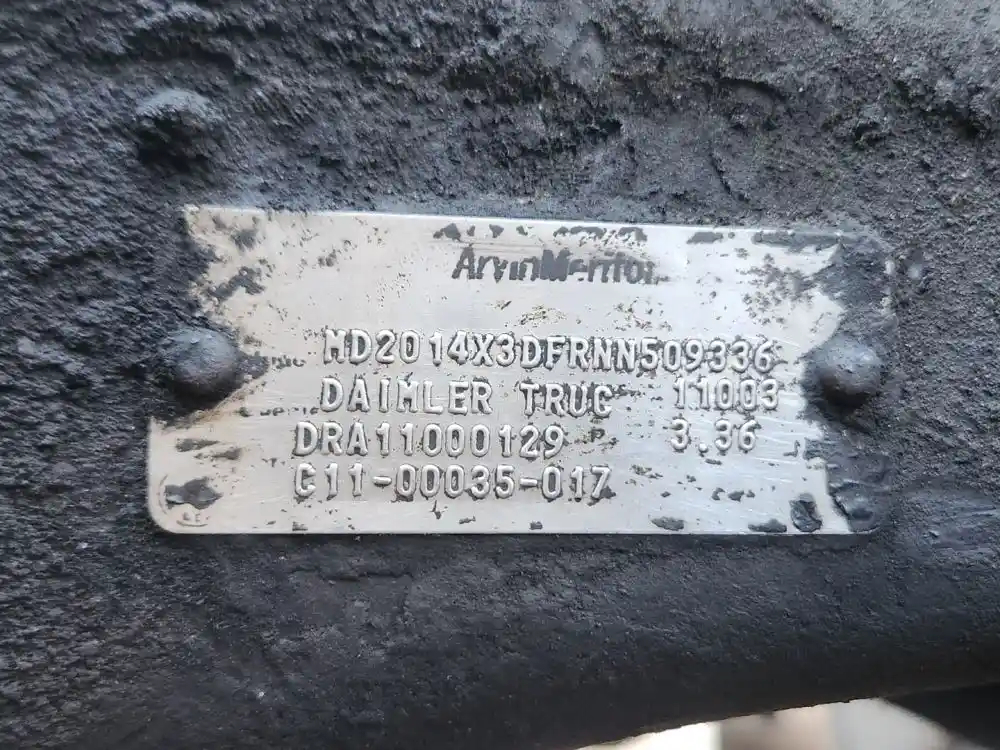 ArvinMeritor
MD2014X3DFRNN509336
DAIMLER TRUC 11003
DRA11000129 3.36
C11-00035-017